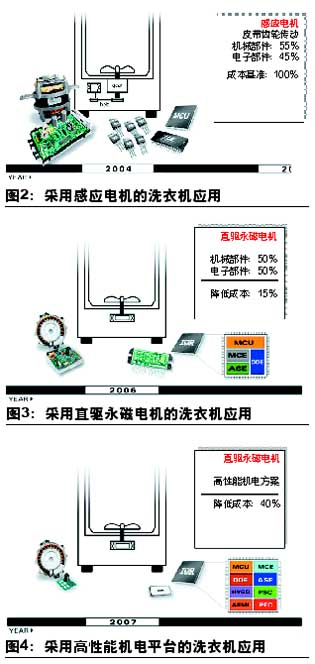 感应电机
皮带齿轮传动
机械部件: 55%
电子部件: 45%
成本基准: 100%
MCU
2004
YEAR
图2: 采用感应电机的洗衣机应用
直驱永磁电机
机械部件: 50%
电子部件: 50%
降低成本: 15%
MCU
MCE
ASE
2006
YEAR
图3: 采用直驱永磁电机的洗衣机应用
直驱永磁电机
高性能机电方案
降低成本: 40%
MCU MCE
ASE
2007
YEAR
图4: 采用高性能机电平台的洗衣机应用